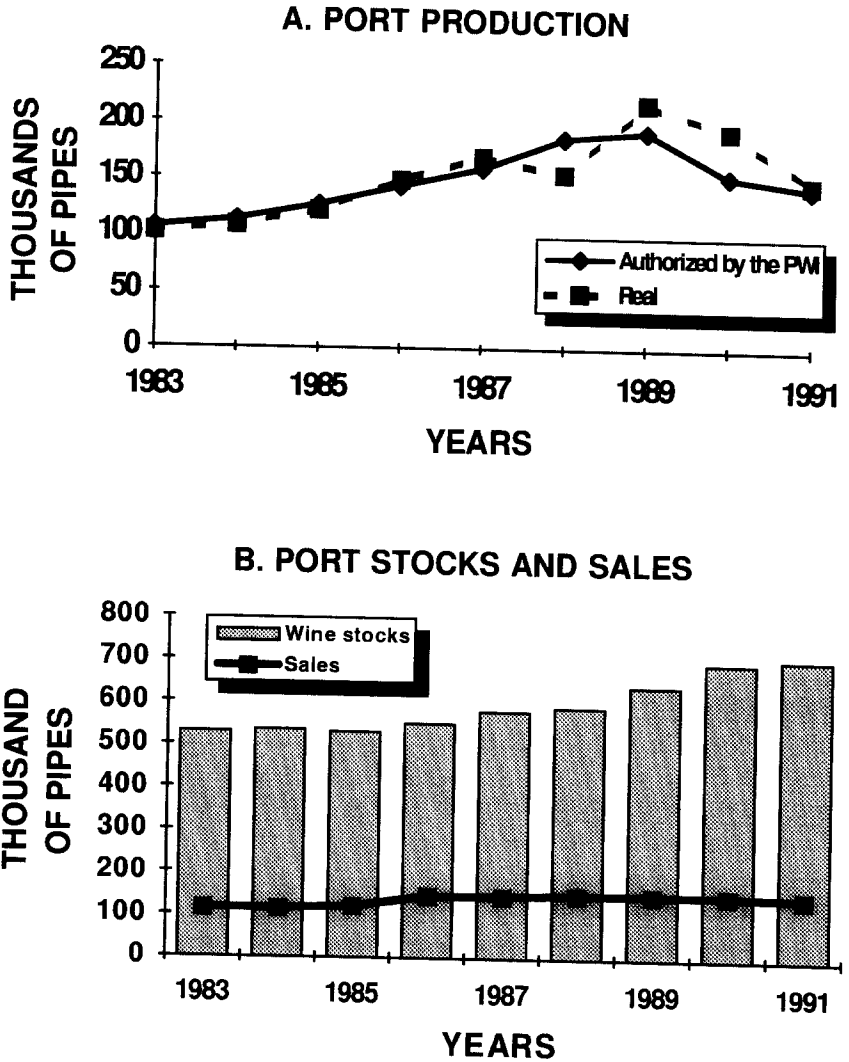 A. PORT PRODUCTION
250
200
150
100
50
0
THOUSANDS
OF PIPES
Authorized by the PWI
Real
1983 1985 1987 1989 1991
YEARS
B. PORT STOCKS AND SALES
800
700
600
500
400
300
200
100
0
THOUSAND
OF PIPES
Wine stocks
Sales
1983 1985 1987 1989 1991
YEARS